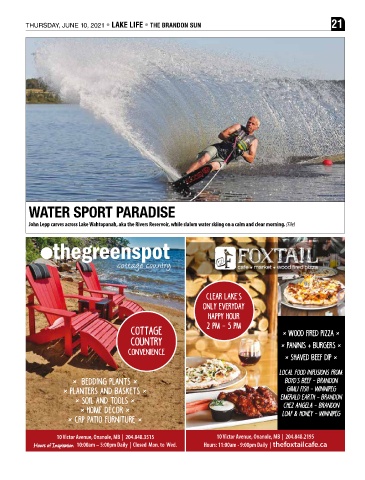 THURSDAY, JUNE 10, 2021 • LAKE LIFE • THE BRANDON SUN
21
WATER SPORT PARADISE
John Lepp carves across Lake Wahtopanah, aka the Rivers Reservoir, while slalom water skiing on a calm and clear morning. (File)
thegreenspot
cottage country
COTTAGE
COUNTRY
CONVENIENCE
× BEDDING PLANTS ×
× PLANTERS AND BASKETS ×
× SOIL AND TOOLS ×
× HOME DECOR ×
× CRP PATIO FURNITURE ×
10 Victor Avenue, Onanole, MB | 204.848.3515
Hours of Inspiration 10:00am – 5:00pm Daily | Closed Mon. to Wed.
FOXTAIL
café • market • wood fired pizza
CLEAR LAKE'S
ONLY EVERYDAY
HAPPY HOUR
2 PM – 5 PM
× WOOD FIRED PIZZA ×
× PANINIS + BURGERS ×
× SHAVED BEEF DIP ×
LOCAL FOOD INFUSIONS FROM
BRANDON
GIMLI FISH – WINNIPEG
EMERALD EARTH – BRANDON
CHEZ ANGELA – BRANDON
LOAF & HONEY – WINNIPEG
10 Victor Avenue, Onanole, MB | 204.848.2195
Hours: 11:00am - 9:00pm Daily | thefoxtailcafe.ca